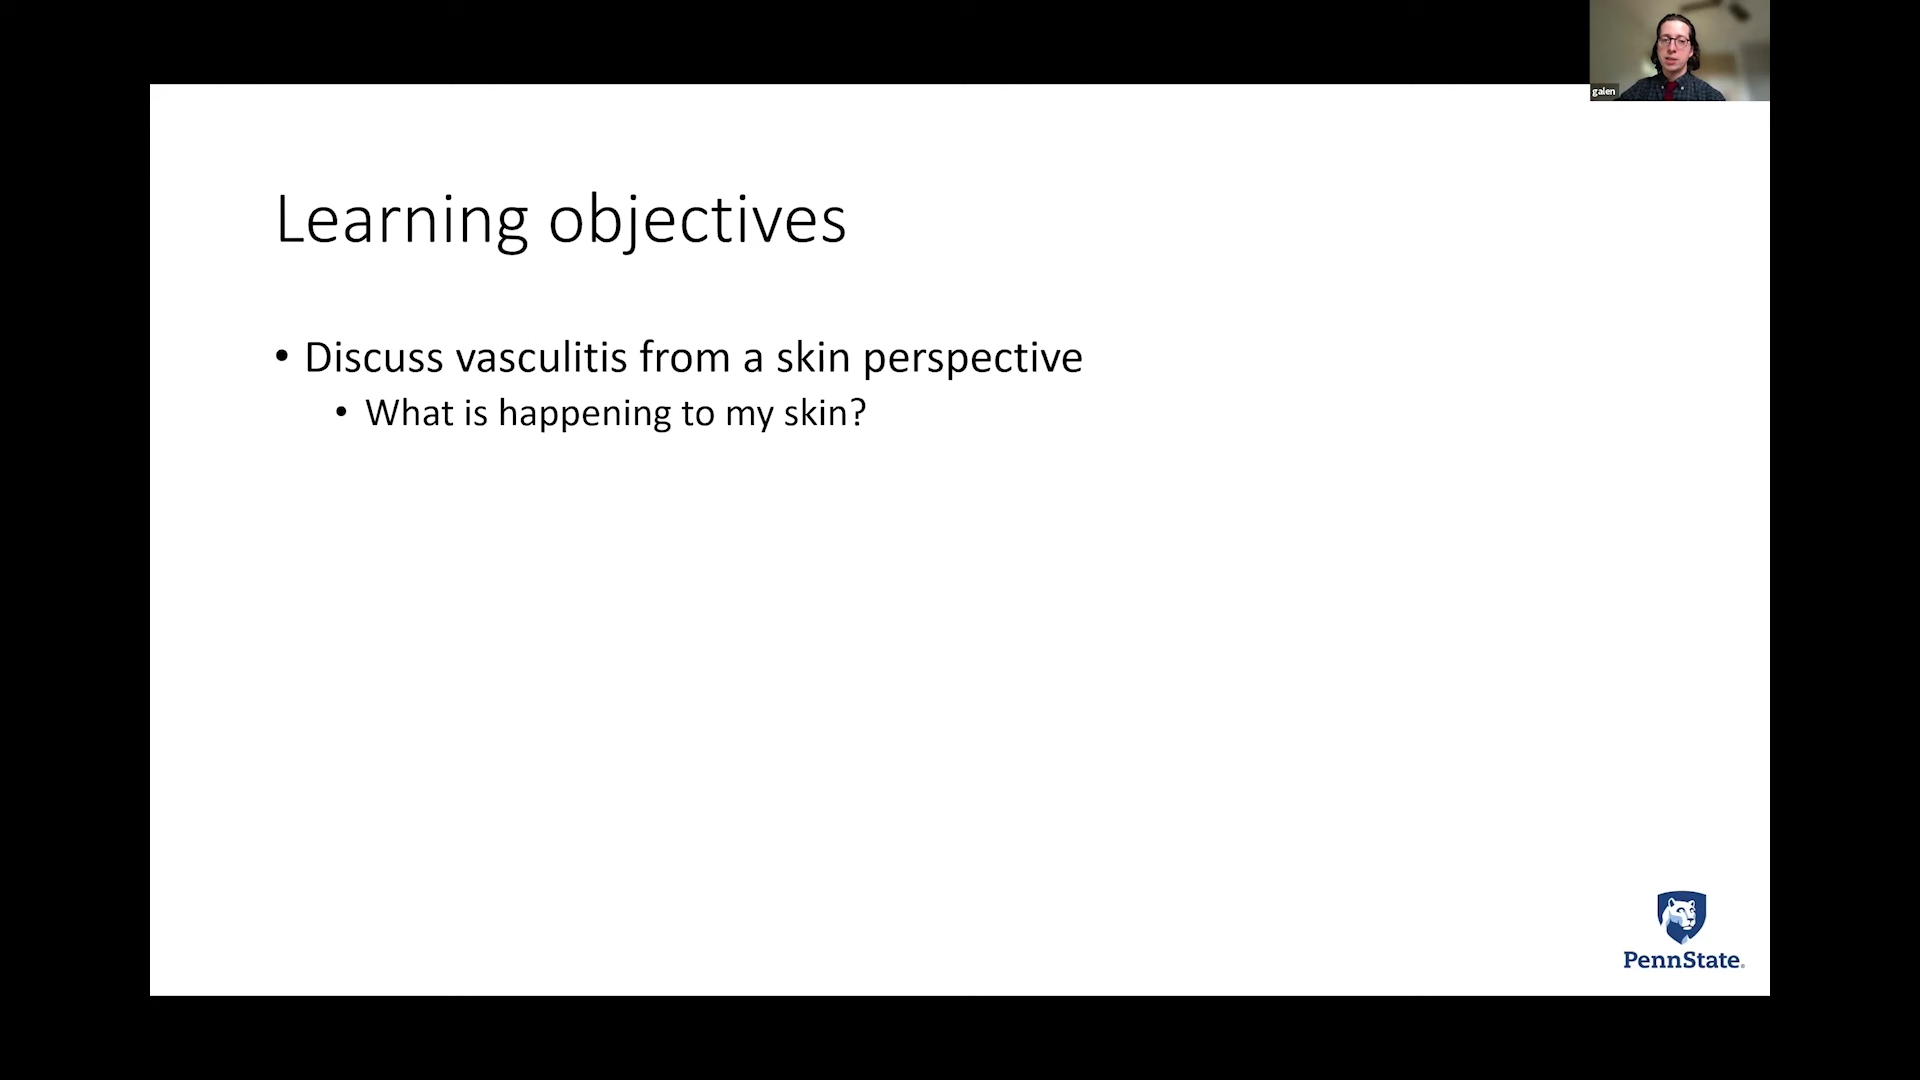 galen
Learning objectives
• Discuss vasculitis from a skin perspective
• What is happening to my skin?
PennState